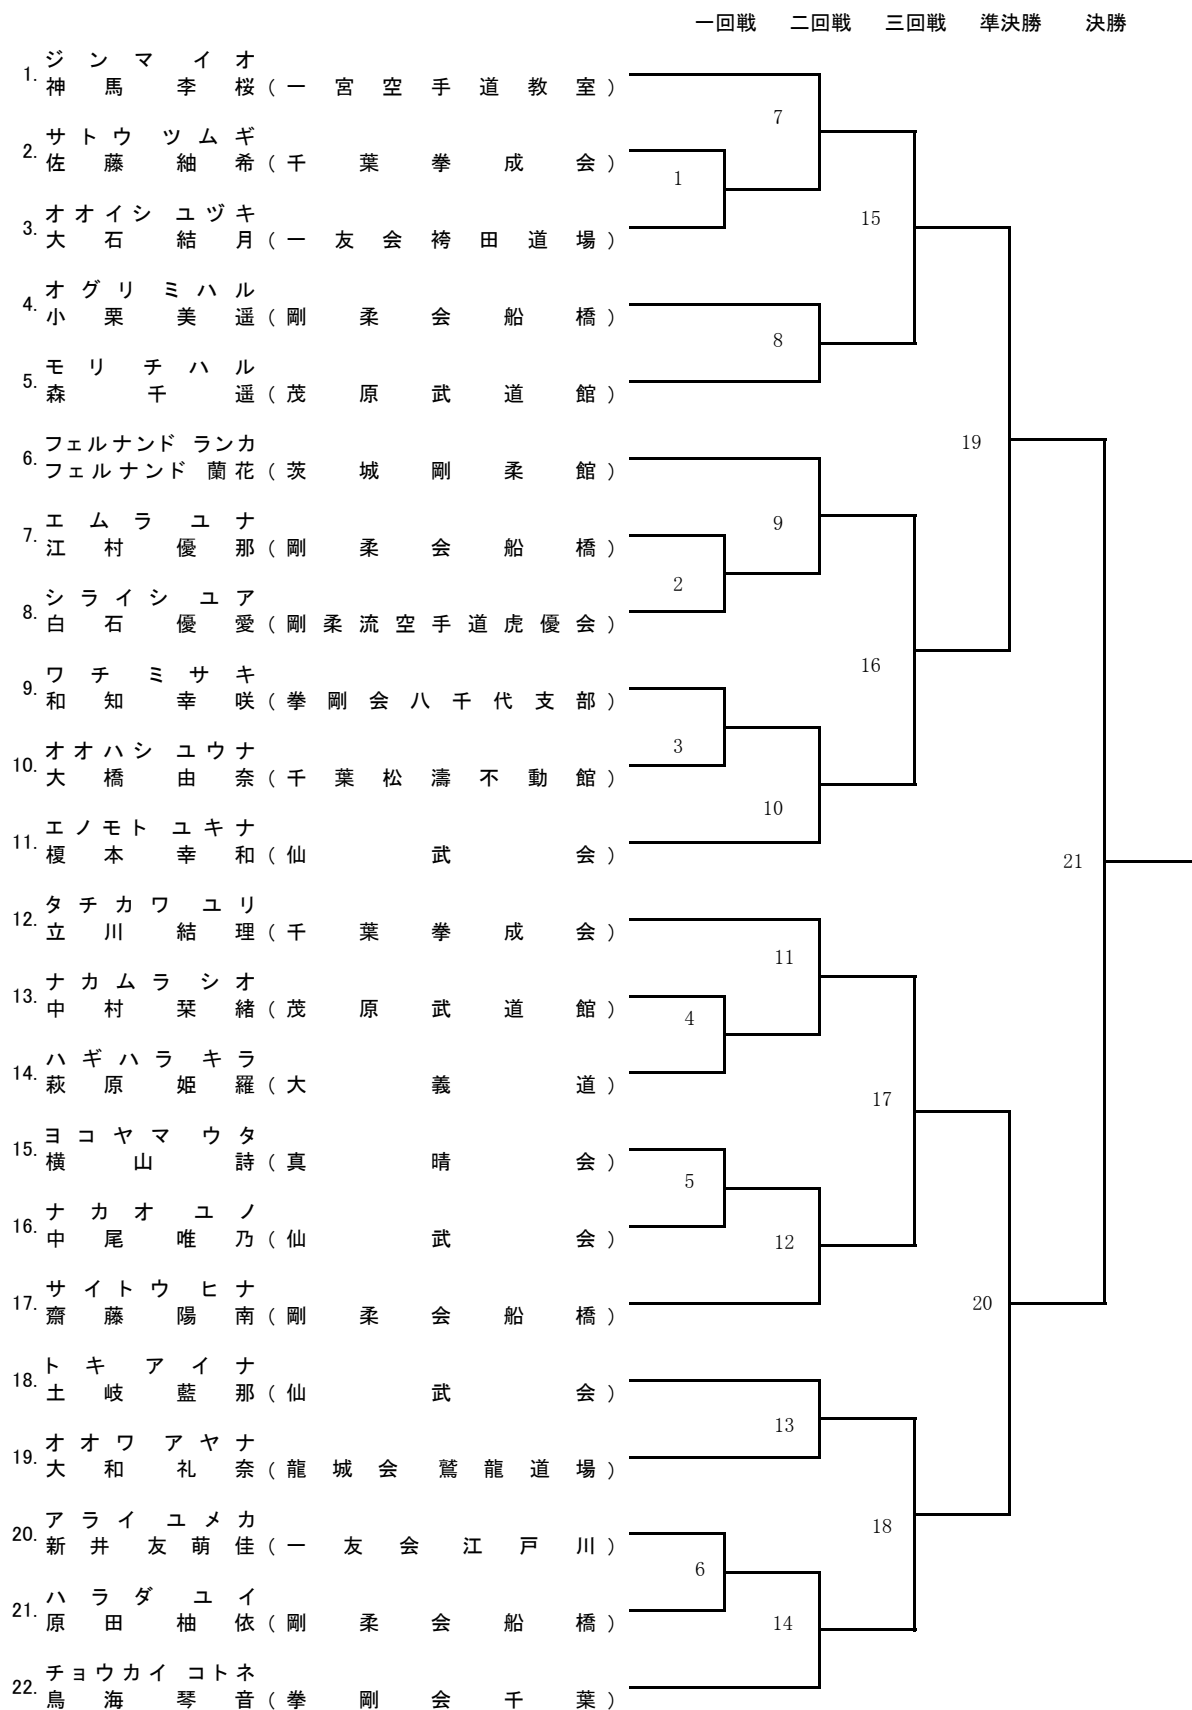 一回戦 二回戦 三回戦 準決勝 決勝
ジンマ イオ
1. 神馬 李桜 (一宮空手道教室)
7
サトウ ツムギ
2. 佐藤 紬希 (千葉拳成会)
1
オオイシ ユヅキ
3. 大石 結月 (一友会袴田道場)
15
オグリ ミハル
4. 小栗 美遥 (剛柔会船橋)
8
モリ チハル
5. 森 千遥 (茂原武道館)
19
フェルナンド ランカ
6. フェルナンド 蘭花 (茨城剛柔館)
9
エムラ ユナ
7. 江村 優那 (剛柔会船橋)
2
シライシ ユア
8. 白石 優愛 (剛柔流空手道虎優会)
16
ワチ ミサキ
9. 和知 幸咲 (拳剛会八千代支部)
3
オオハシ ユウナ
10. 大橋 由奈 (千葉松濤不動館)
10
エノモト ユキナ
11. 榎本 幸和 (仙武会)
21
タチカワ ユリ
12. 立川 結理 (千葉拳成会)
11
ナカムラ シオ
13. 中村 栞緒 (茂原武道館)
4
ハギハラ キラ
14. 萩原 姫羅 (大義道)
17
ヨコヤマ ウタ
15. 横山 詩 (真晴会)
5
ナカオ ユノ
16. 中尾 唯乃 (仙武会)
12
サイトウ ヒナ
17. 齋藤 陽南 (剛柔会船橋)
20
トキ アイナ
18. 土岐 藍那 (仙武会)
13
オオワ アヤナ
19. 大和 礼奈 (龍城会 鷲龍道場)
18
アライ ユメカ
20. 新井 友萌佳 (一友会江戸川)
6
ハラダ ユイ
21. 原田 柚依 (剛柔会船橋)
14
チョウカイ コトネ
22. 鳥海 琴音 (拳剛会千葉)